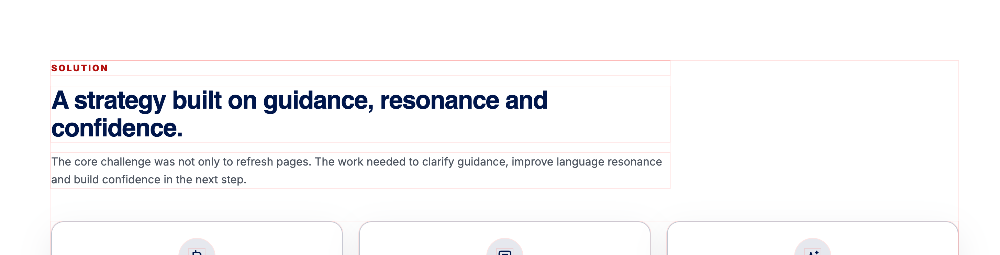 SOLUTION
A strategy built on guidance, resonance and
confidence.
The core challenge was not only to refresh pages. The work needed to clarify guidance, improve language resonance
and build confidence in the next step.